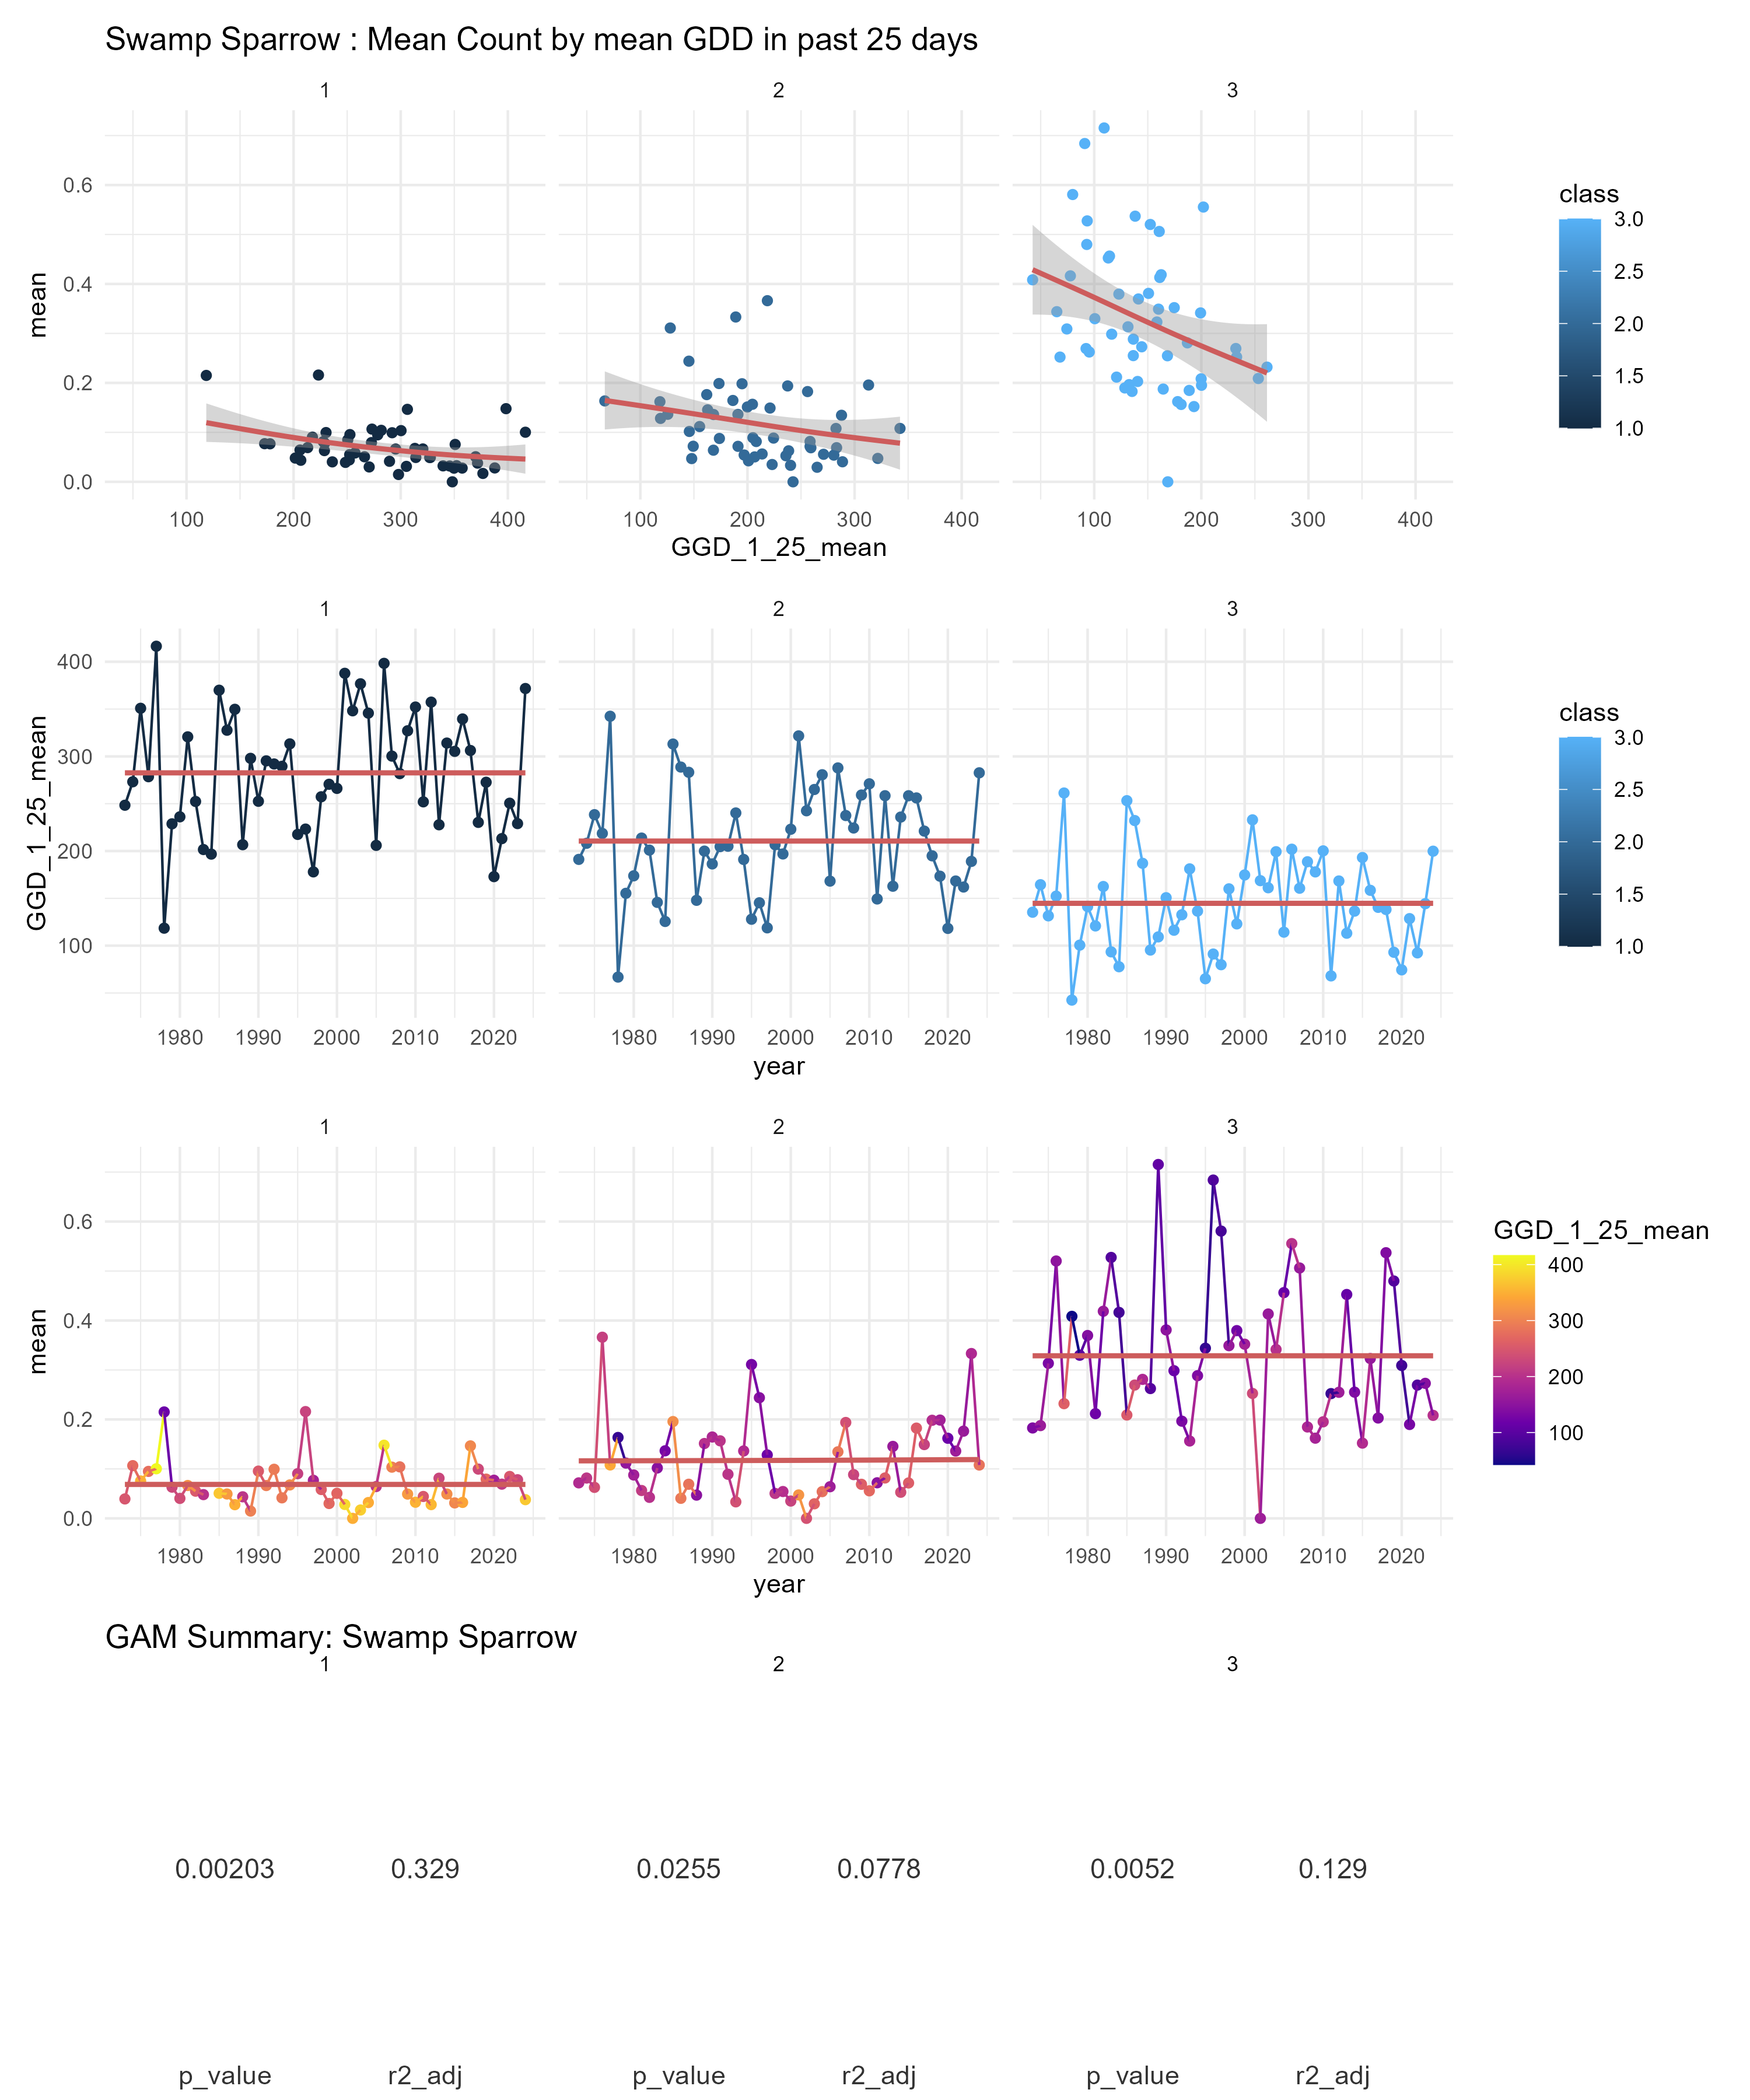 Swamp Sparrow : Mean Count by mean GDD in past 25 days
1 2 3
mean
0.6
0.4
0.2
0.0
100 200 300 400 100 200 300 400 100 200 300 400
GGD_1_25_mean
class
3.0
2.5
2.0
1.5
1.0
1 2 3
GGD_1_25_mean
400
300
200
100
1980 1990 2000 2010 2020 1980 1990 2000 2010 2020 1980 1990 2000 2010 2020
year
class
3.0
2.5
2.0
1.5
1.0
1 2 3
mean
0.6
0.4
0.2
0.0
1980 1990 2000 2010 2020 1980 1990 2000 2010 2020 1980 1990 2000 2010 2020
year
GGD_1_25_mean
400
300
200
100
GAM Summary: Swamp Sparrow
1 2 3
0.00203 0.329 0.0255 0.0778 0.0052 0.129
p_value r2_adj p_value r2_adj p_value r2_adj